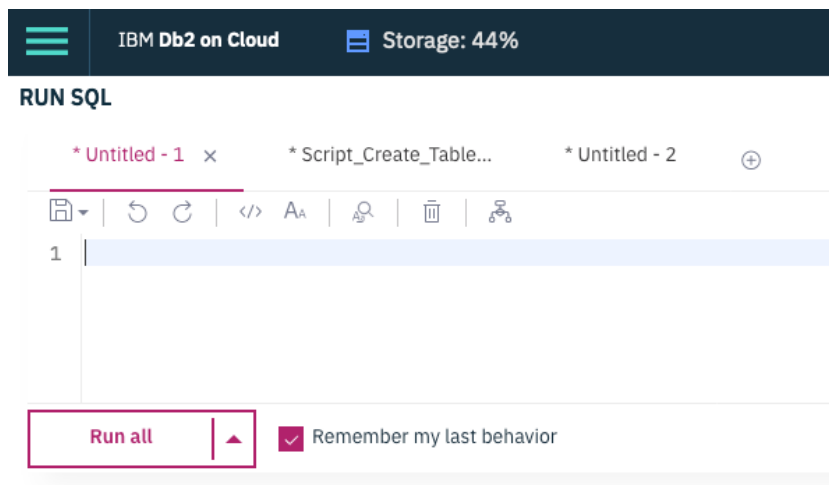 IBM Db2 on Cloud Storage: 44%
RUN SQL
* Untitled - 1 × * Script_Create_Table... * Untitled - 2
1
Run all Remember my last behavior